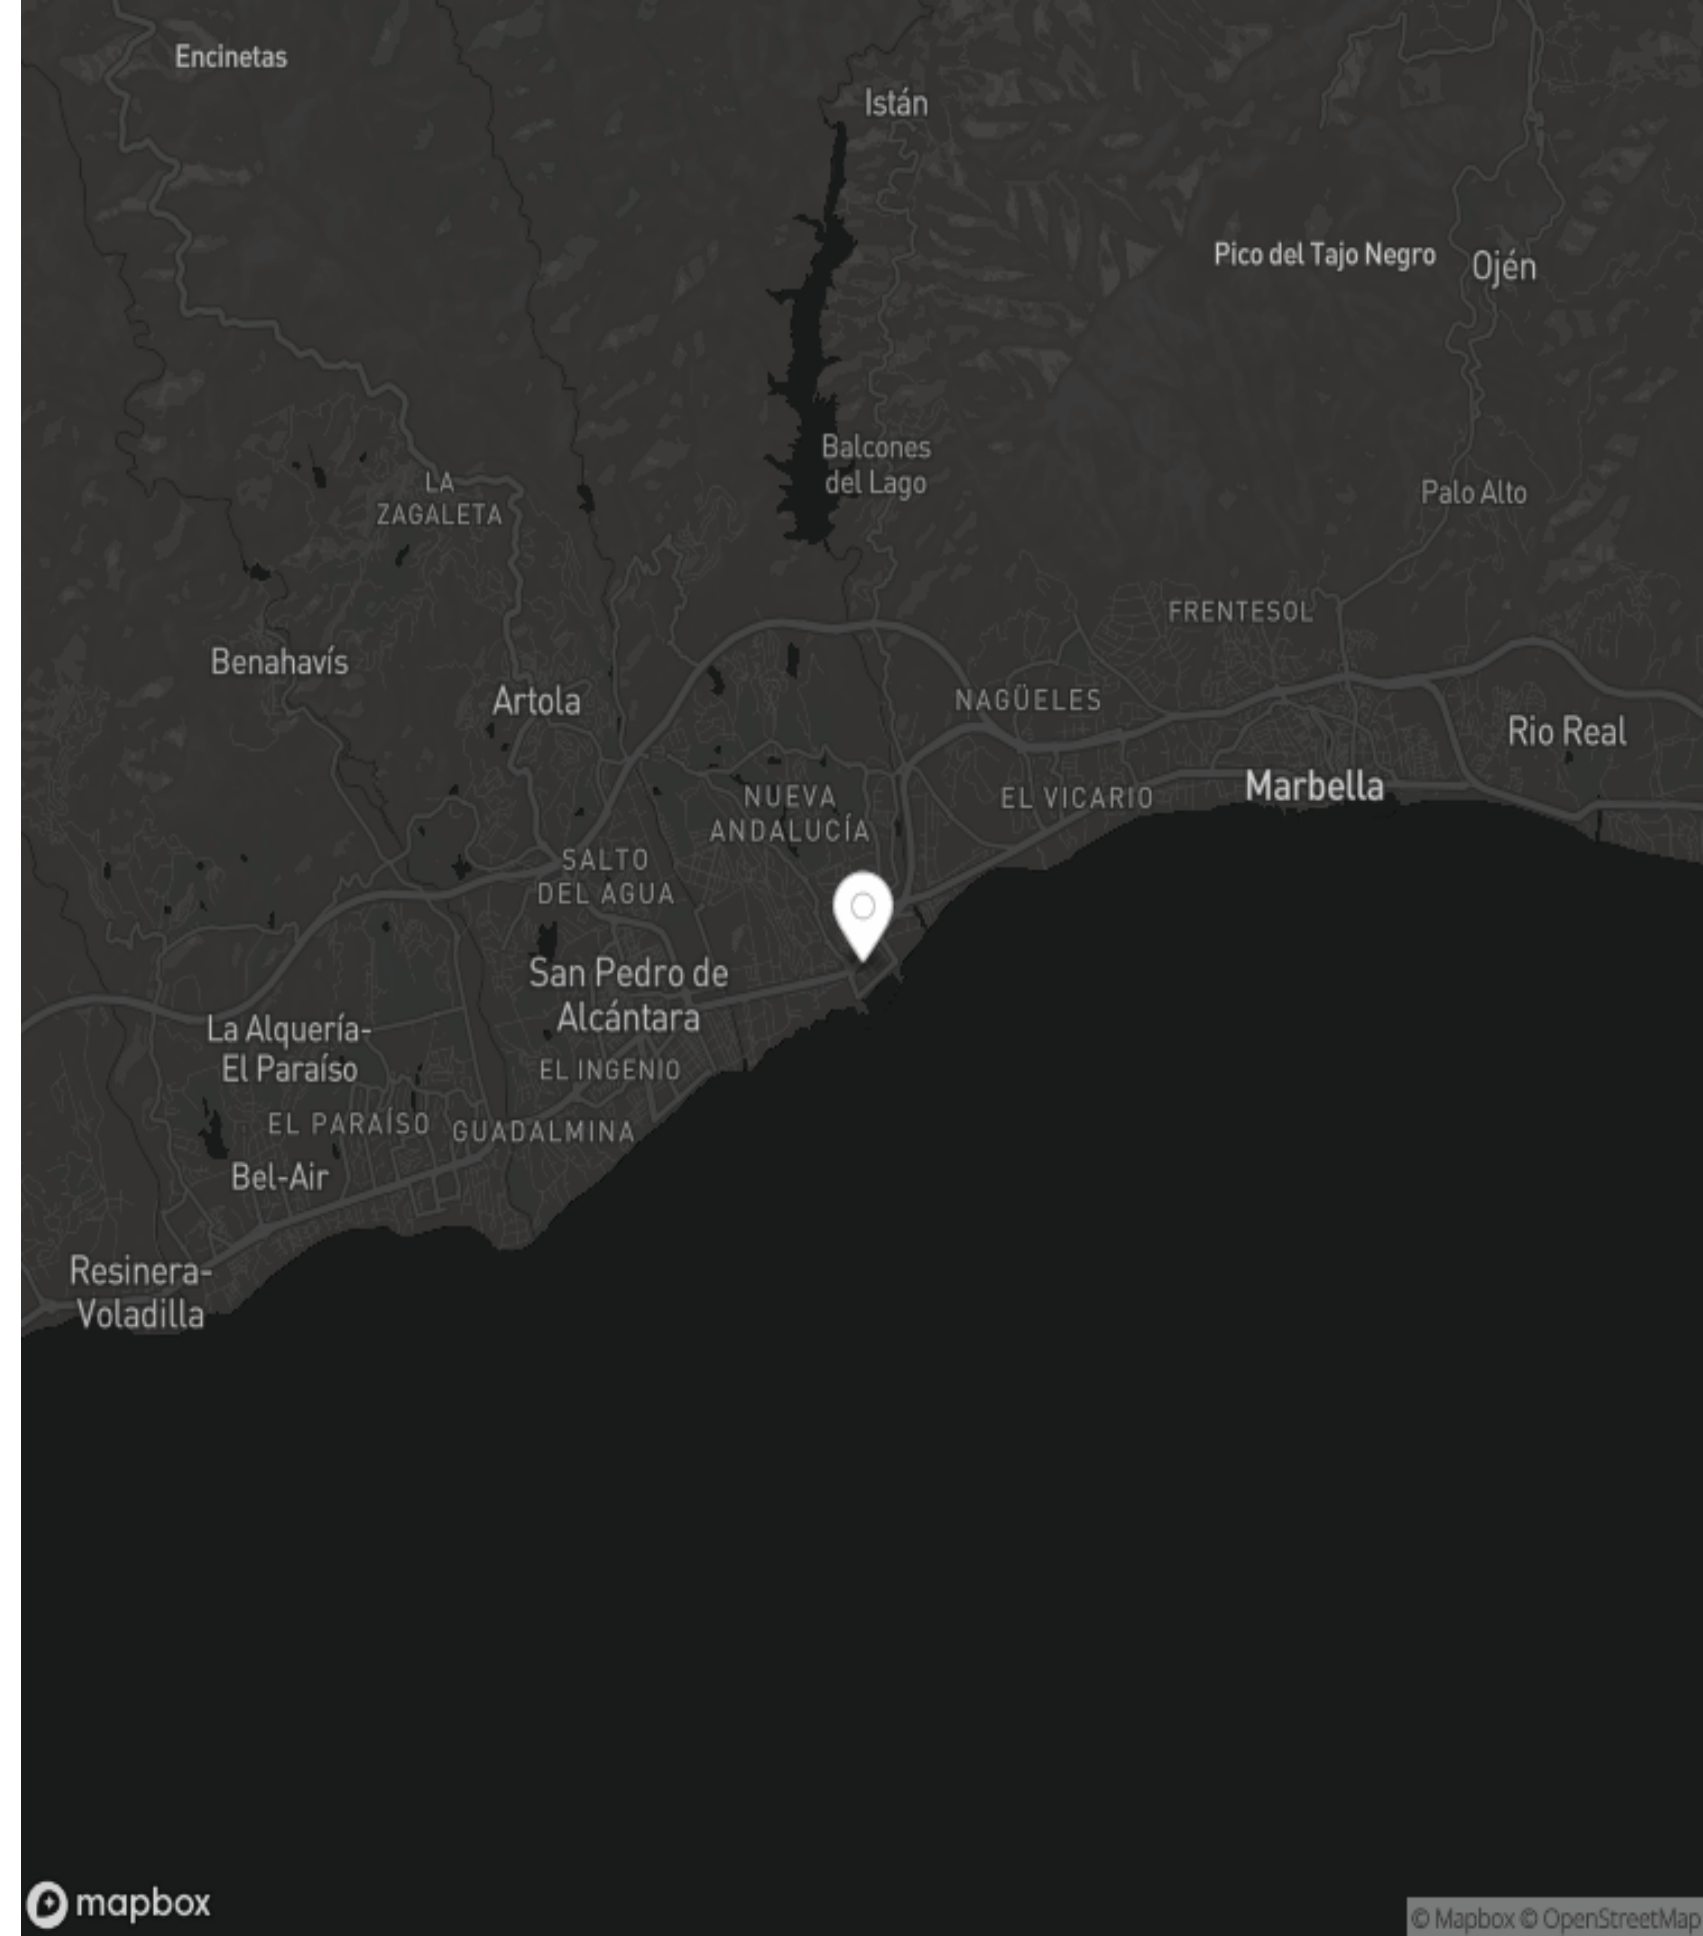 Encinetas
Istán
Pico del Tajo Negro
Ojén
Balcones
del Lago
LA
ZAGALETA
Palo Alto
FRENTESOL
Benahavís
Artola
NAGÜELES
Rio Real
NUEVA
ANDALUCÍA
EL VICARIO
Marbella
SALTO
DEL AGUA
San Pedro de
Alcántara
La Alquería-
El Paraíso
EL INGENIO
EL PARAÍSO
GUADALMINA
Bel-Air
Resinera-
Voladilla
mapbox
© Mapbox © OpenStreetMap